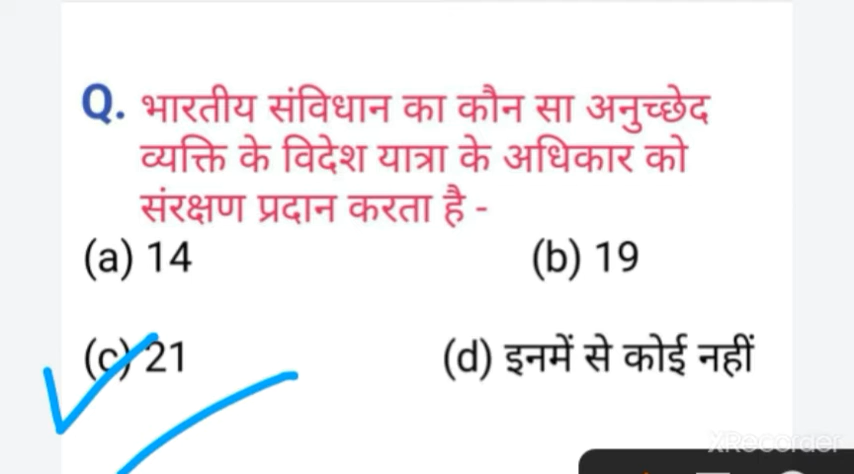 Q. भारतीय संविधान का कौन सा अनुच्छेद
व्यक्ति के विदेश यात्रा के अधिकार को
संरक्षण प्रदान करता है -
(a) 14 (b) 19
(c) 21 (d) इनमें से कोई नहीं
XRecorder